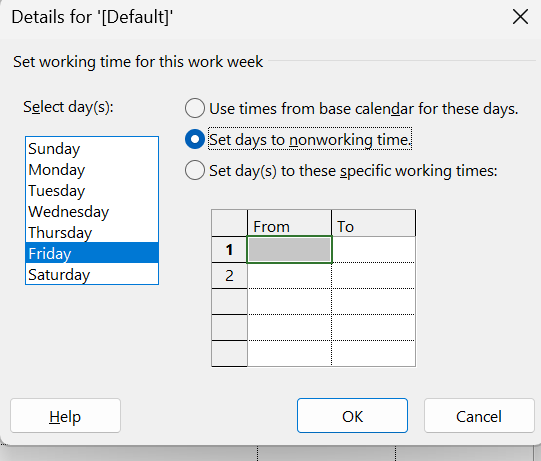 Details for '[Default]'
Set working time for this work week
Select day(s):
Use times from base calendar for these days.
Set days to nonworking time.
Set day(s) to these specific working times:
Sunday
Monday
Tuesday
Wednesday
Thursday
Friday
Saturday
From To
1
2
Help OK Cancel